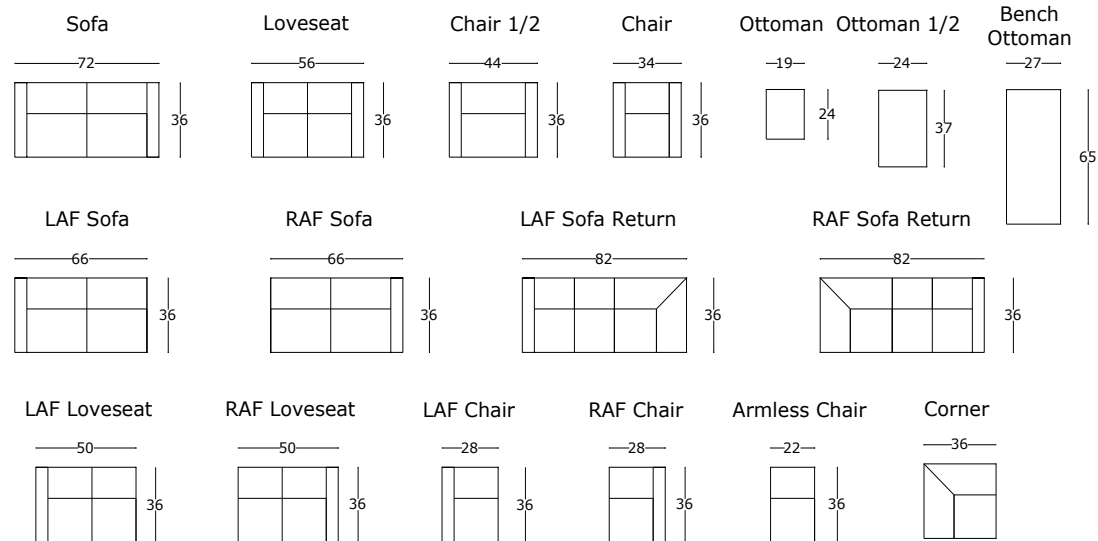 Sofa
Loveseat
Chair 1/2
Chair
Ottoman
Ottoman 1/2
Bench
Ottoman
72
56
44
34
19
24
27
36
36
36
36
24
37
65
LAF Sofa
RAF Sofa
LAF Sofa Return
RAF Sofa Return
66
66
82
82
36
36
36
36
LAF Loveseat
RAF Loveseat
LAF Chair
RAF Chair
Armless Chair
Corner
50
50
28
28
22
36
36
36
36
36
36